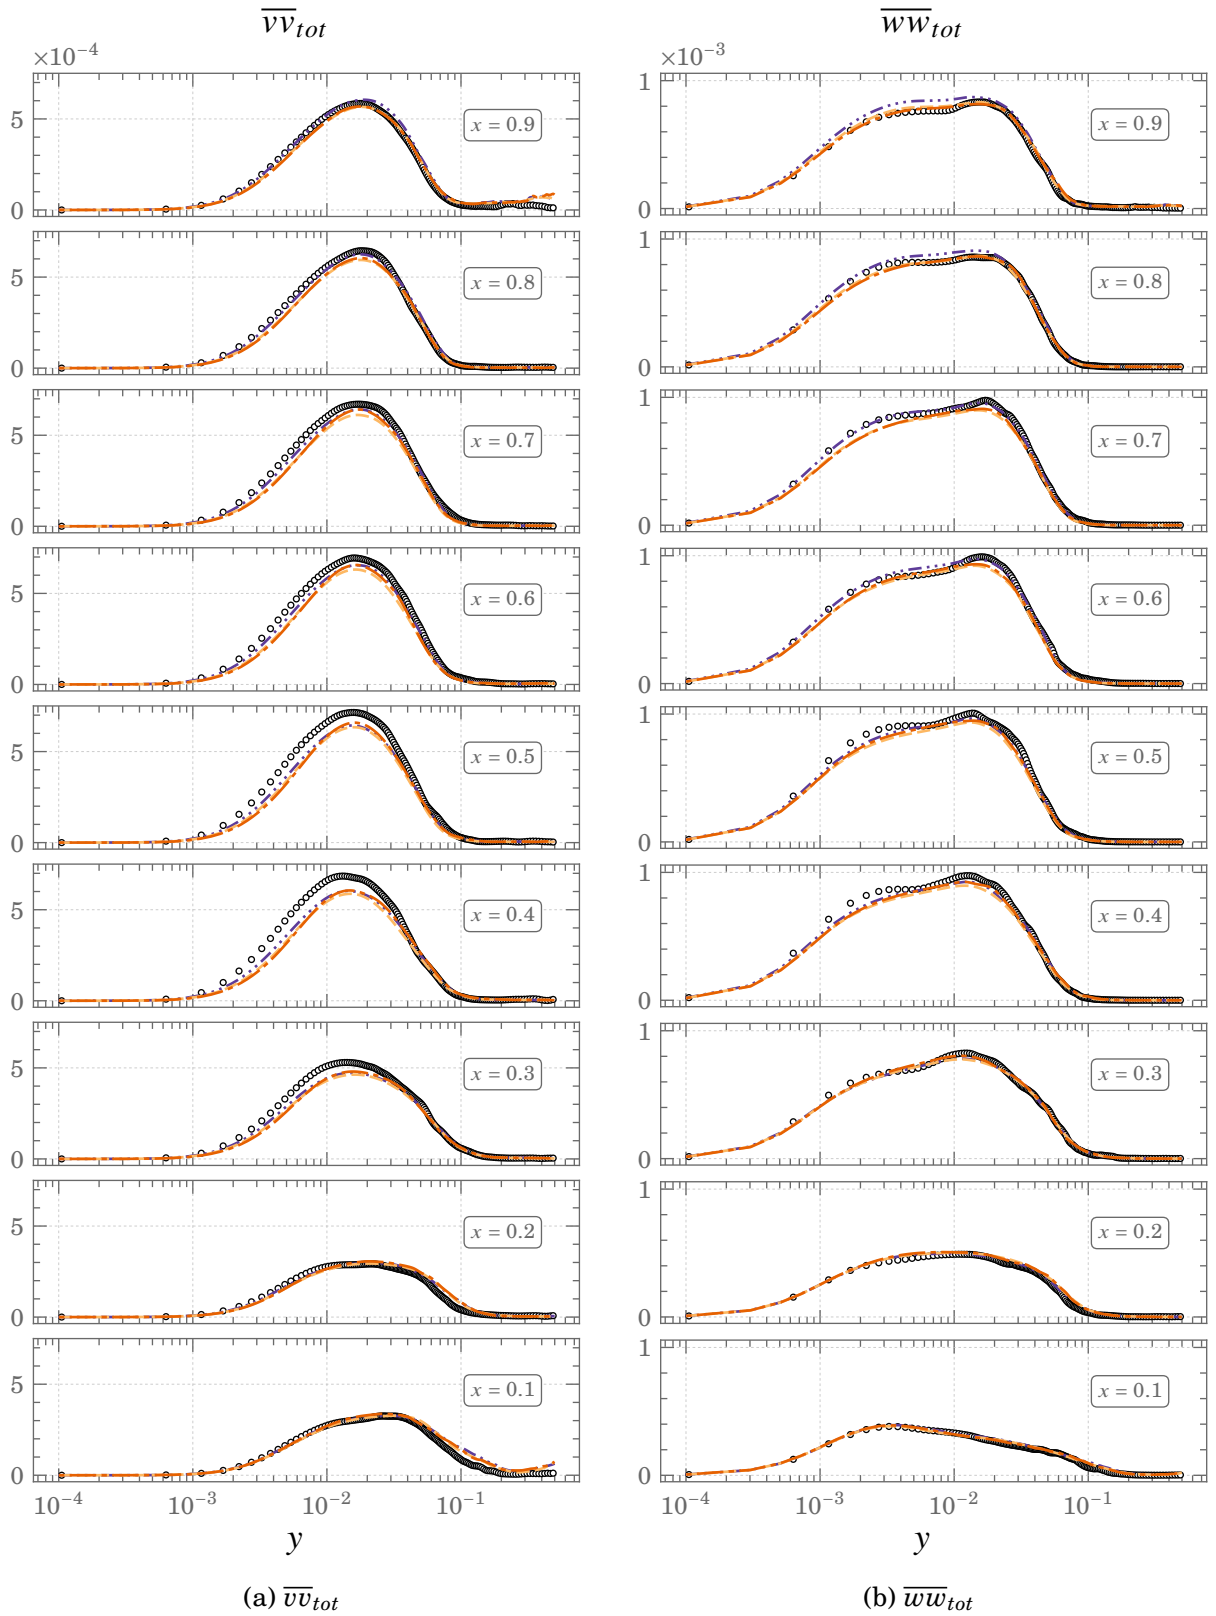 vv_tot ww_tot
×10⁻⁴ ×10⁻³
1
5
x = 0.9 x = 0.9
0 0
1
5
x = 0.8 x = 0.8
0 0
1
5
x = 0.7 x = 0.7
0 0
1
5
x = 0.6 x = 0.6
0 0
1
5
x = 0.5 x = 0.5
0 0
1
5
x = 0.4 x = 0.4
0 0
1
5
x = 0.3 x = 0.3
0 0
1
5
x = 0.2 x = 0.2
0 0
1
5
x = 0.1 x = 0.1
0 0
10⁻⁴ 10⁻³ 10⁻² 10⁻¹ 10⁻⁴ 10⁻³ 10⁻² 10⁻¹
y y
(a) vv_tot (b) ww_tot